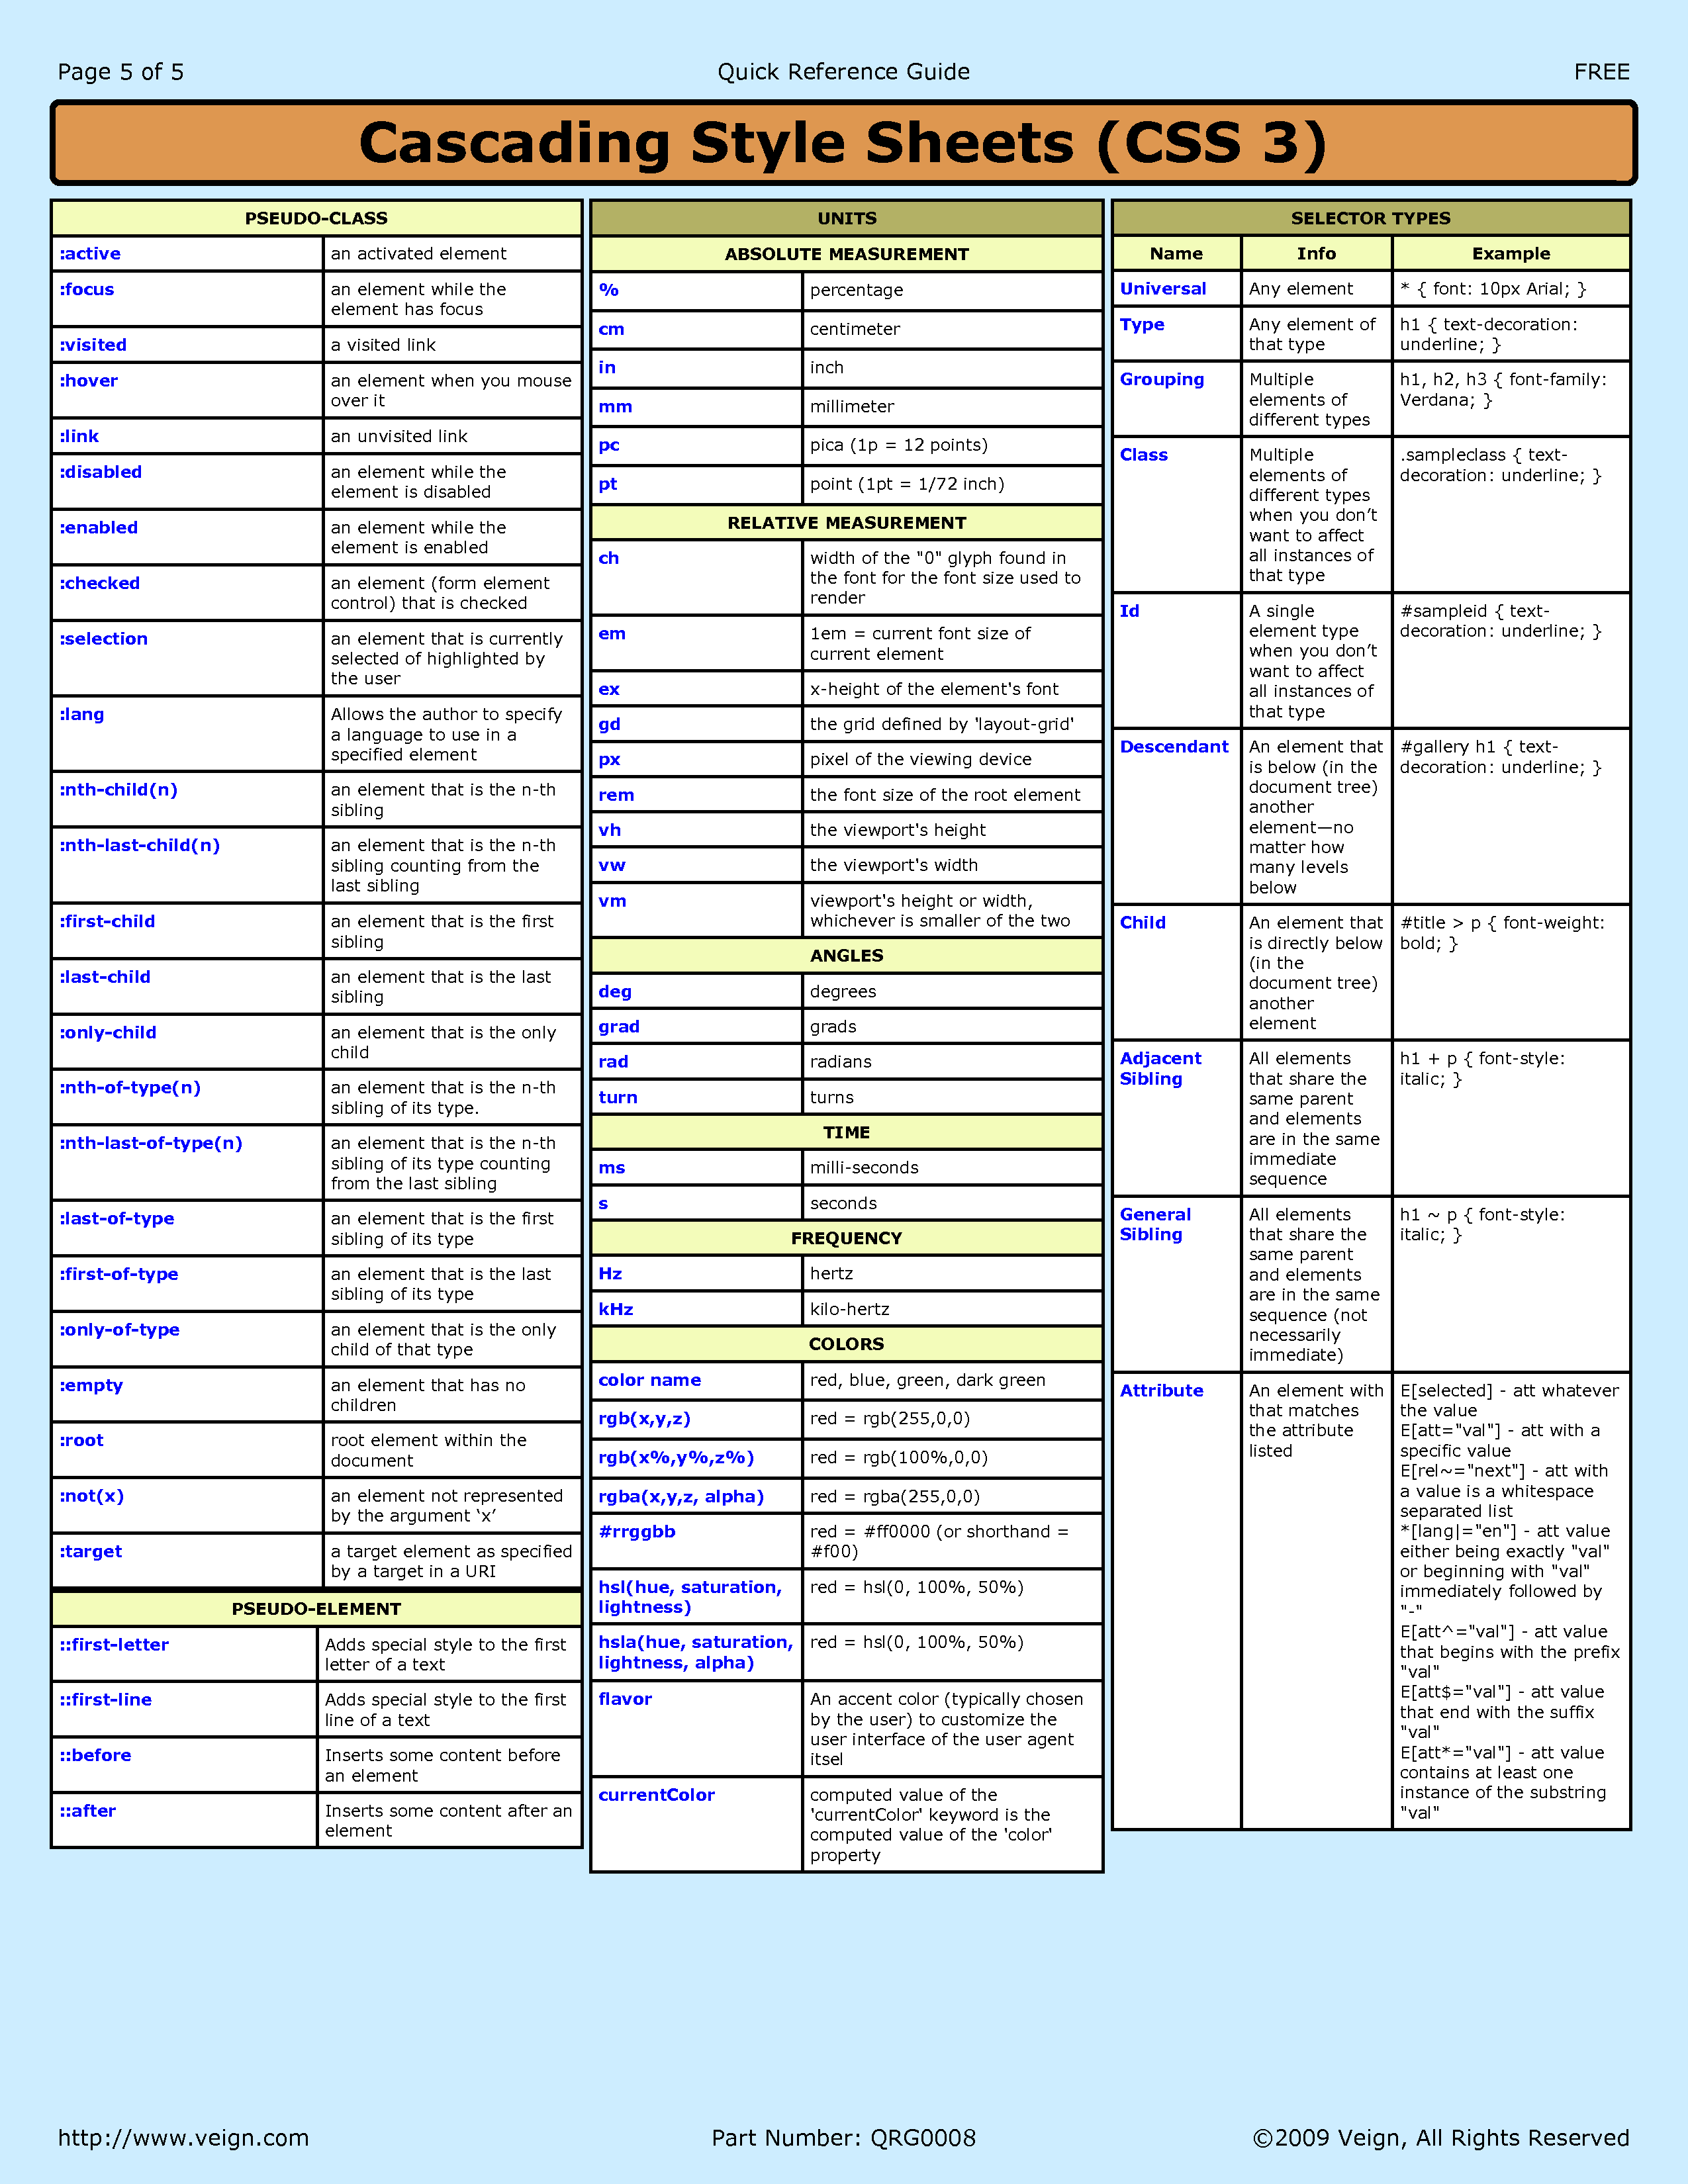 Page 5 of 5
Quick Reference Guide
FREE
Cascading Style Sheets (CSS 3)
PSEUDO-CLASS
:active
an activated element
:focus
an element while the
element has focus
:visited
a visited link
:hover
an element when you mouse
over it
:link
an unvisited link
:disabled
an element while the
element is disabled
:enabled
an element while the
element is enabled
:checked
an element (form element
control) that is checked
:selection
an element that is currently
selected of highlighted by
the user
:lang
Allows the author to specify
a language to use in a
specified element
:nth-child(n)
an element that is the n-th
sibling
:nth-last-child(n)
an element that is the n-th
sibling counting from the
last sibling
:first-child
an element that is the first
sibling
:last-child
an element that is the last
sibling
:only-child
an element that is the only
child
:nth-of-type(n)
an element that is the n-th
sibling of its type.
:nth-last-of-type(n)
an element that is the n-th
sibling of its type counting
from the last sibling
:last-of-type
an element that is the first
sibling of its type
:first-of-type
an element that is the last
sibling of its type
:only-of-type
an element that is the only
child of that type
:empty
an element that has no
children
:root
root element within the
document
:not(x)
an element not represented
by the argument ‘x’
:target
a target element as specified
by a target in a URI
PSEUDO-ELEMENT
::first-letter
Adds special style to the first
letter of a text
::first-line
Adds special style to the first
line of a text
::before
Inserts some content before
an element
::after
Inserts some content after an
element
UNITS
ABSOLUTE MEASUREMENT
%
percentage
cm
centimeter
in
inch
mm
millimeter
pc
pica (1p = 12 points)
pt
point (1pt = 1/72 inch)
RELATIVE MEASUREMENT
ch
width of the "0" glyph found in
the font for the font size used to
render
em
1em = current font size of
current element
ex
x-height of the element's font
gd
the grid defined by 'layout-grid'
px
pixel of the viewing device
rem
the font size of the root element
vh
the viewport's height
vw
the viewport's width
vm
viewport's height or width,
whichever is smaller of the two
ANGLES
deg
degrees
grad
grads
rad
radians
turn
turns
TIME
ms
milli-seconds
s
seconds
FREQUENCY
Hz
hertz
kHz
kilo-hertz
COLORS
color name
red, blue, green, dark green
rgb(x,y,z)
red = rgb(255,0,0)
rgb(x%,y%,z%)
red = rgb(100%,0,0)
rgba(x,y,z, alpha)
red = rgba(255,0,0)
#rrggbb
red = #ff0000 (or shorthand =
#f00)
hsl(hue, saturation,
lightness)
red = hsl(0, 100%, 50%)
hsla(hue, saturation,
lightness, alpha)
red = hsl(0, 100%, 50%)
flavor
An accent color (typically chosen
by the user) to customize the
user interface of the user agent
itsel
currentColor
computed value of the
'currentColor' keyword is the
computed value of the 'color'
property
SELECTOR TYPES
Name
Info
Example
Universal
Any element
* { font: 10px Arial; }
Type
Any element of
that type
h1 { text-decoration:
underline; }
Grouping
Multiple
elements of
different types
h1, h2, h3 { font-family:
Verdana; }
Class
Multiple
elements of
different types
when you don’t
want to affect
all instances of
that type
.sampleclass { text-
decoration: underline; }
Id
A single
element type
when you don’t
want to affect
all instances of
that type
#sampleid { text-
decoration: underline; }
Descendant
An element that
is below (in the
document tree)
another
element—no
matter how
many levels
below
#gallery h1 { text-
decoration: underline; }
Child
An element that
is directly below
(in the
document tree)
another
element
#title > p { font-weight:
bold; }
Adjacent
Sibling
All elements
that share the
same parent
and elements
are in the same
immediate
sequence
h1 + p { font-style:
italic; }
General
Sibling
All elements
that share the
same parent
and elements
are in the same
sequence (not
necessarily
immediate)
h1 ~ p { font-style:
italic; }
Attribute
An element with
that matches
the attribute
listed
E[selected] - att whatever
the value
E[att="val"] - att with a
specific value
E[rel~="next"] - att with
a value is a whitespace
separated list
*[lang|="en"] - att value
either being exactly "val"
or beginning with "val"
immediately followed by
"-"
E[att^="val"] - att value
that begins with the prefix
"val"
E[att$="val"] - att value
that end with the suffix
"val"
E[att*="val"] - att value
contains at least one
instance of the substring
"val"
http://www.veign.com
Part Number: QRG0008
©2009 Veign, All Rights Reserved